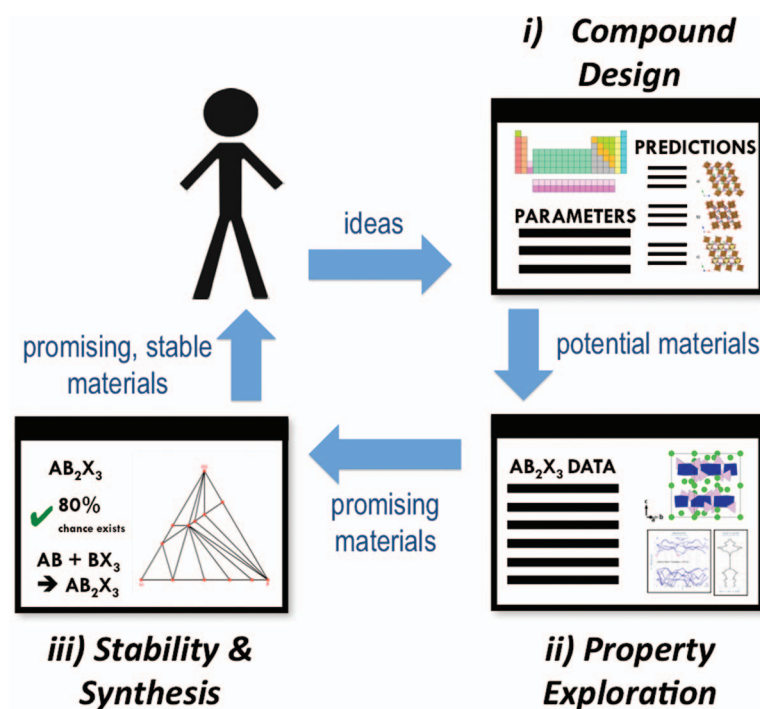 i) Compound
Design
PREDICTIONS
PARAMETERS
ideas
potential materials
promising, stable
materials
AB₂X₃
80%
chance exists
AB + BX₃
➔ AB₂X₃
promising
materials
AB₂X₃ DATA
iii) Stability &
Synthesis
ii) Property
Exploration